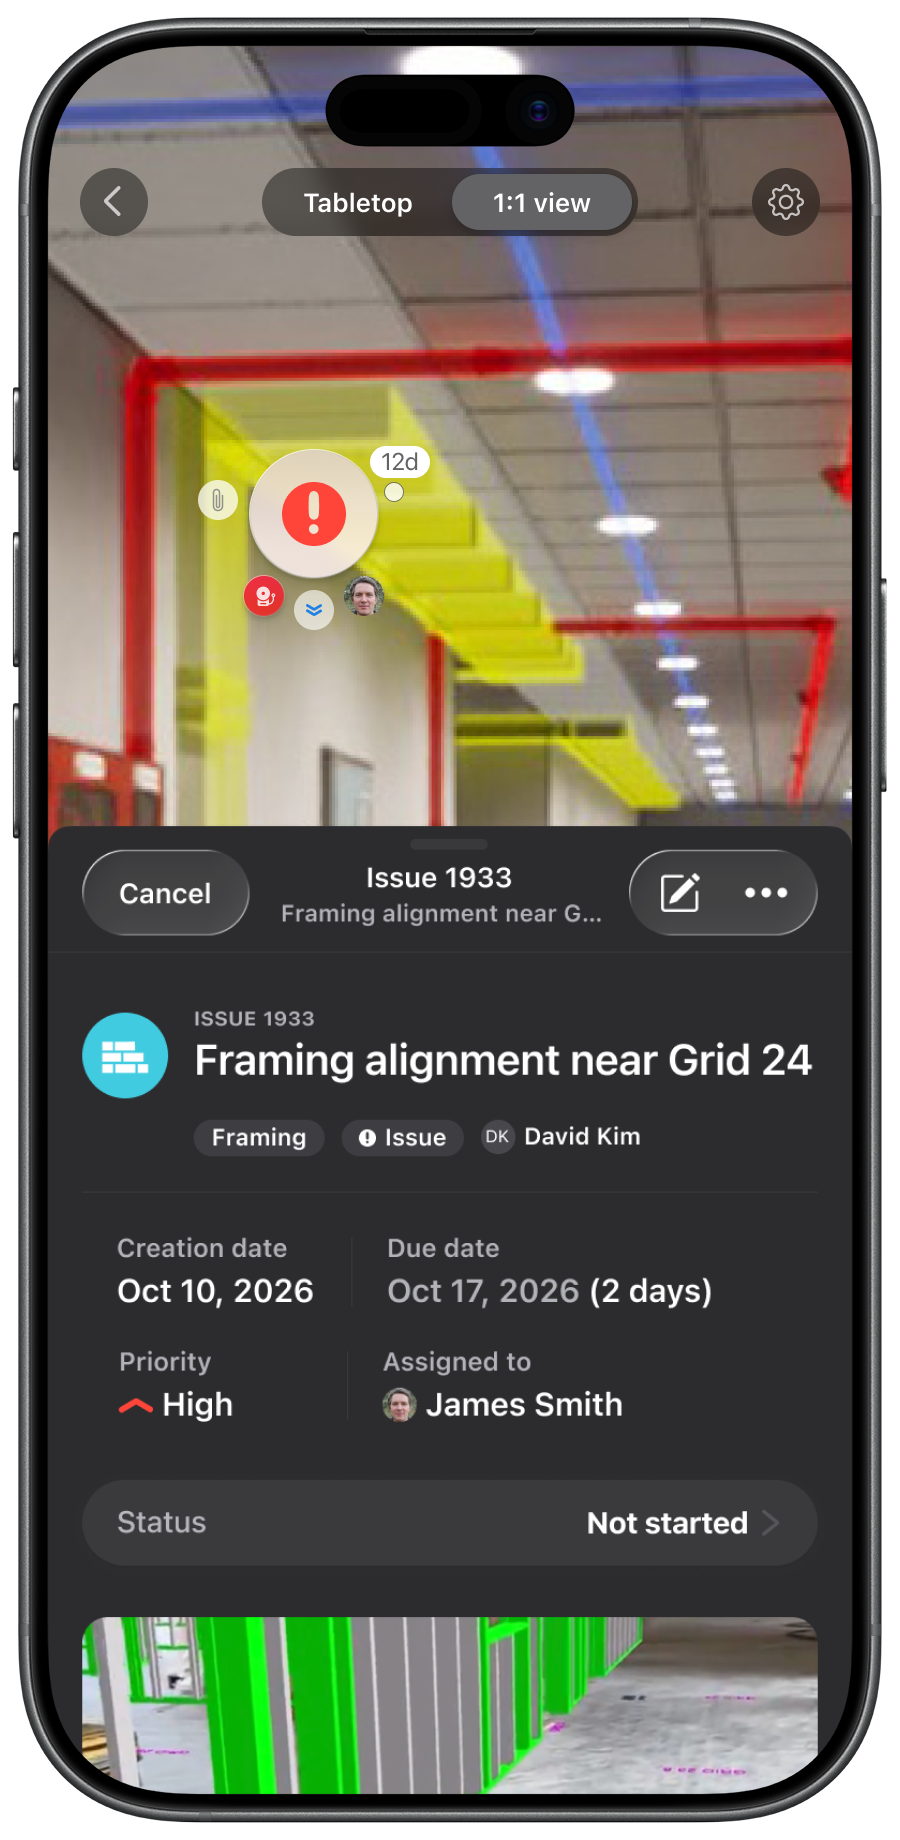 Tabletop
1:1 view
12d
Cancel
Issue 1933
Framing alignment near G...
ISSUE 1933
Framing alignment near Grid 24
Framing
Issue
DK
David Kim
Creation date
Due date
Oct 10, 2026
Oct 17, 2026 (2 days)
Priority
Assigned to
High
James Smith
Status
Not started